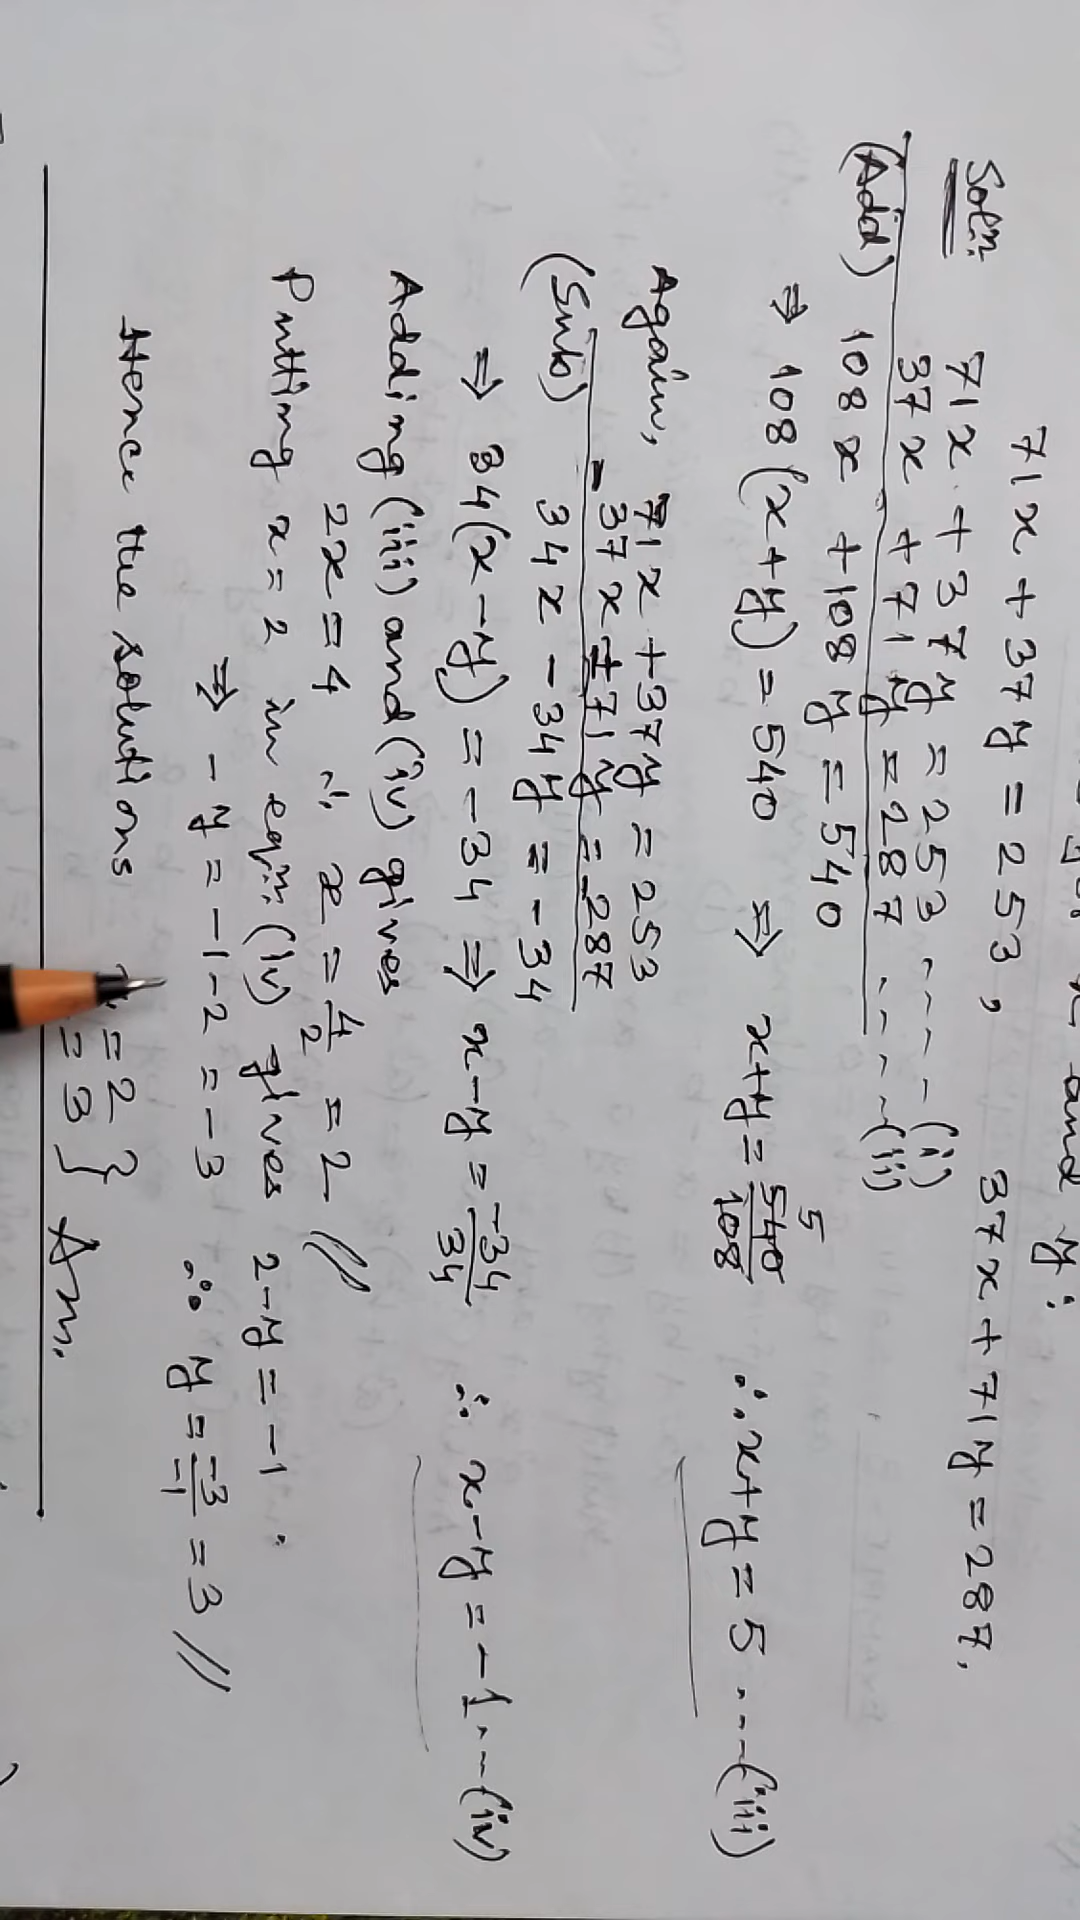 x and y:
71x + 37y = 253, 37x + 71y = 287.
Soln: 71x + 37y = 253 ---- (i)
37x + 71y = 287 ---- (ii)
(Add) 108x + 108y = 540
⇒ 108(x+y) = 540 ⇒ x+y = 540/108 5 ∴ x+y = 5 ---(iii)
Again, 71x + 37y = 253
- 37x ± 71y = -287
(Sub) 34x - 34y = -34
⇒ 34(x-y) = -34 ⇒ x-y = -34/34 ∴ x-y = -1 ---(iv)
Adding (iii) and (iv) gives
2x = 4 ∴ x = 4/2 = 2 //
Putting x = 2 in eqn: (iv) gives 2-y = -1
⇒ -y = -1-2 = -3 ∴ y = -3/-1 = 3 //
Hence the solutions = 2
= 3 } Ans.